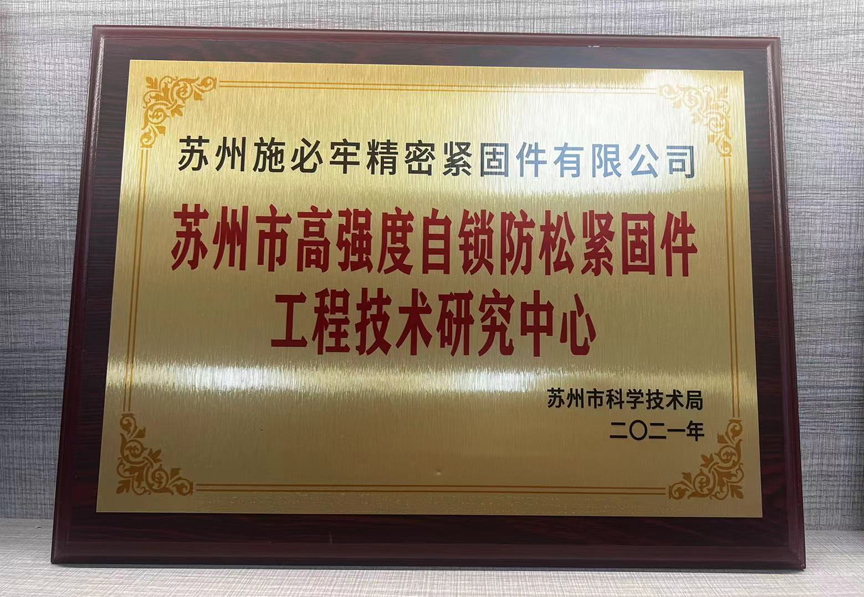 苏州施必牢精密紧固件有限公司
苏州市高强度自锁防松紧固件
工程技术研究中心
苏州市科学技术局
二〇二一年